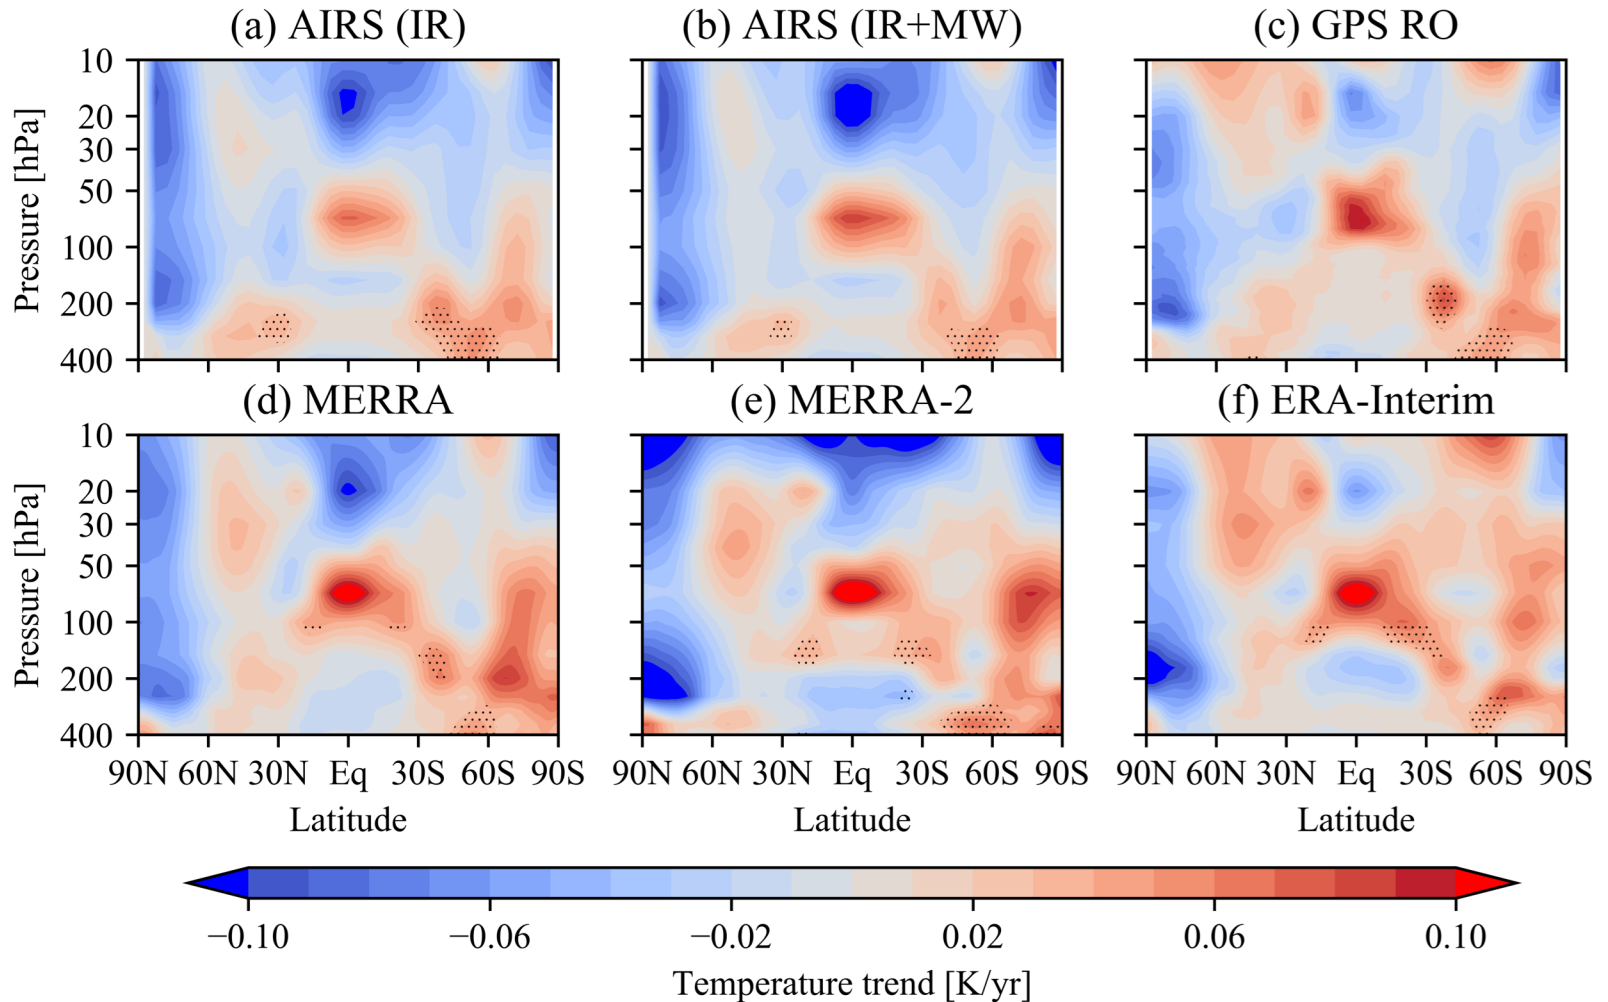 (a) AIRS (IR)
(b) AIRS (IR+MW)
(c) GPS RO
10
20
30
50
100
200
400
Pressure [hPa]
(d) MERRA
(e) MERRA-2
(f) ERA-Interim
10
20
30
50
100
200
400
Pressure [hPa]
90N 60N 30N Eq 30S 60S 90S
90N 60N 30N Eq 30S 60S 90S
90N 60N 30N Eq 30S 60S 90S
Latitude
Latitude
Latitude
−0.10 −0.06 −0.02 0.02 0.06 0.10
Temperature trend [K/yr]